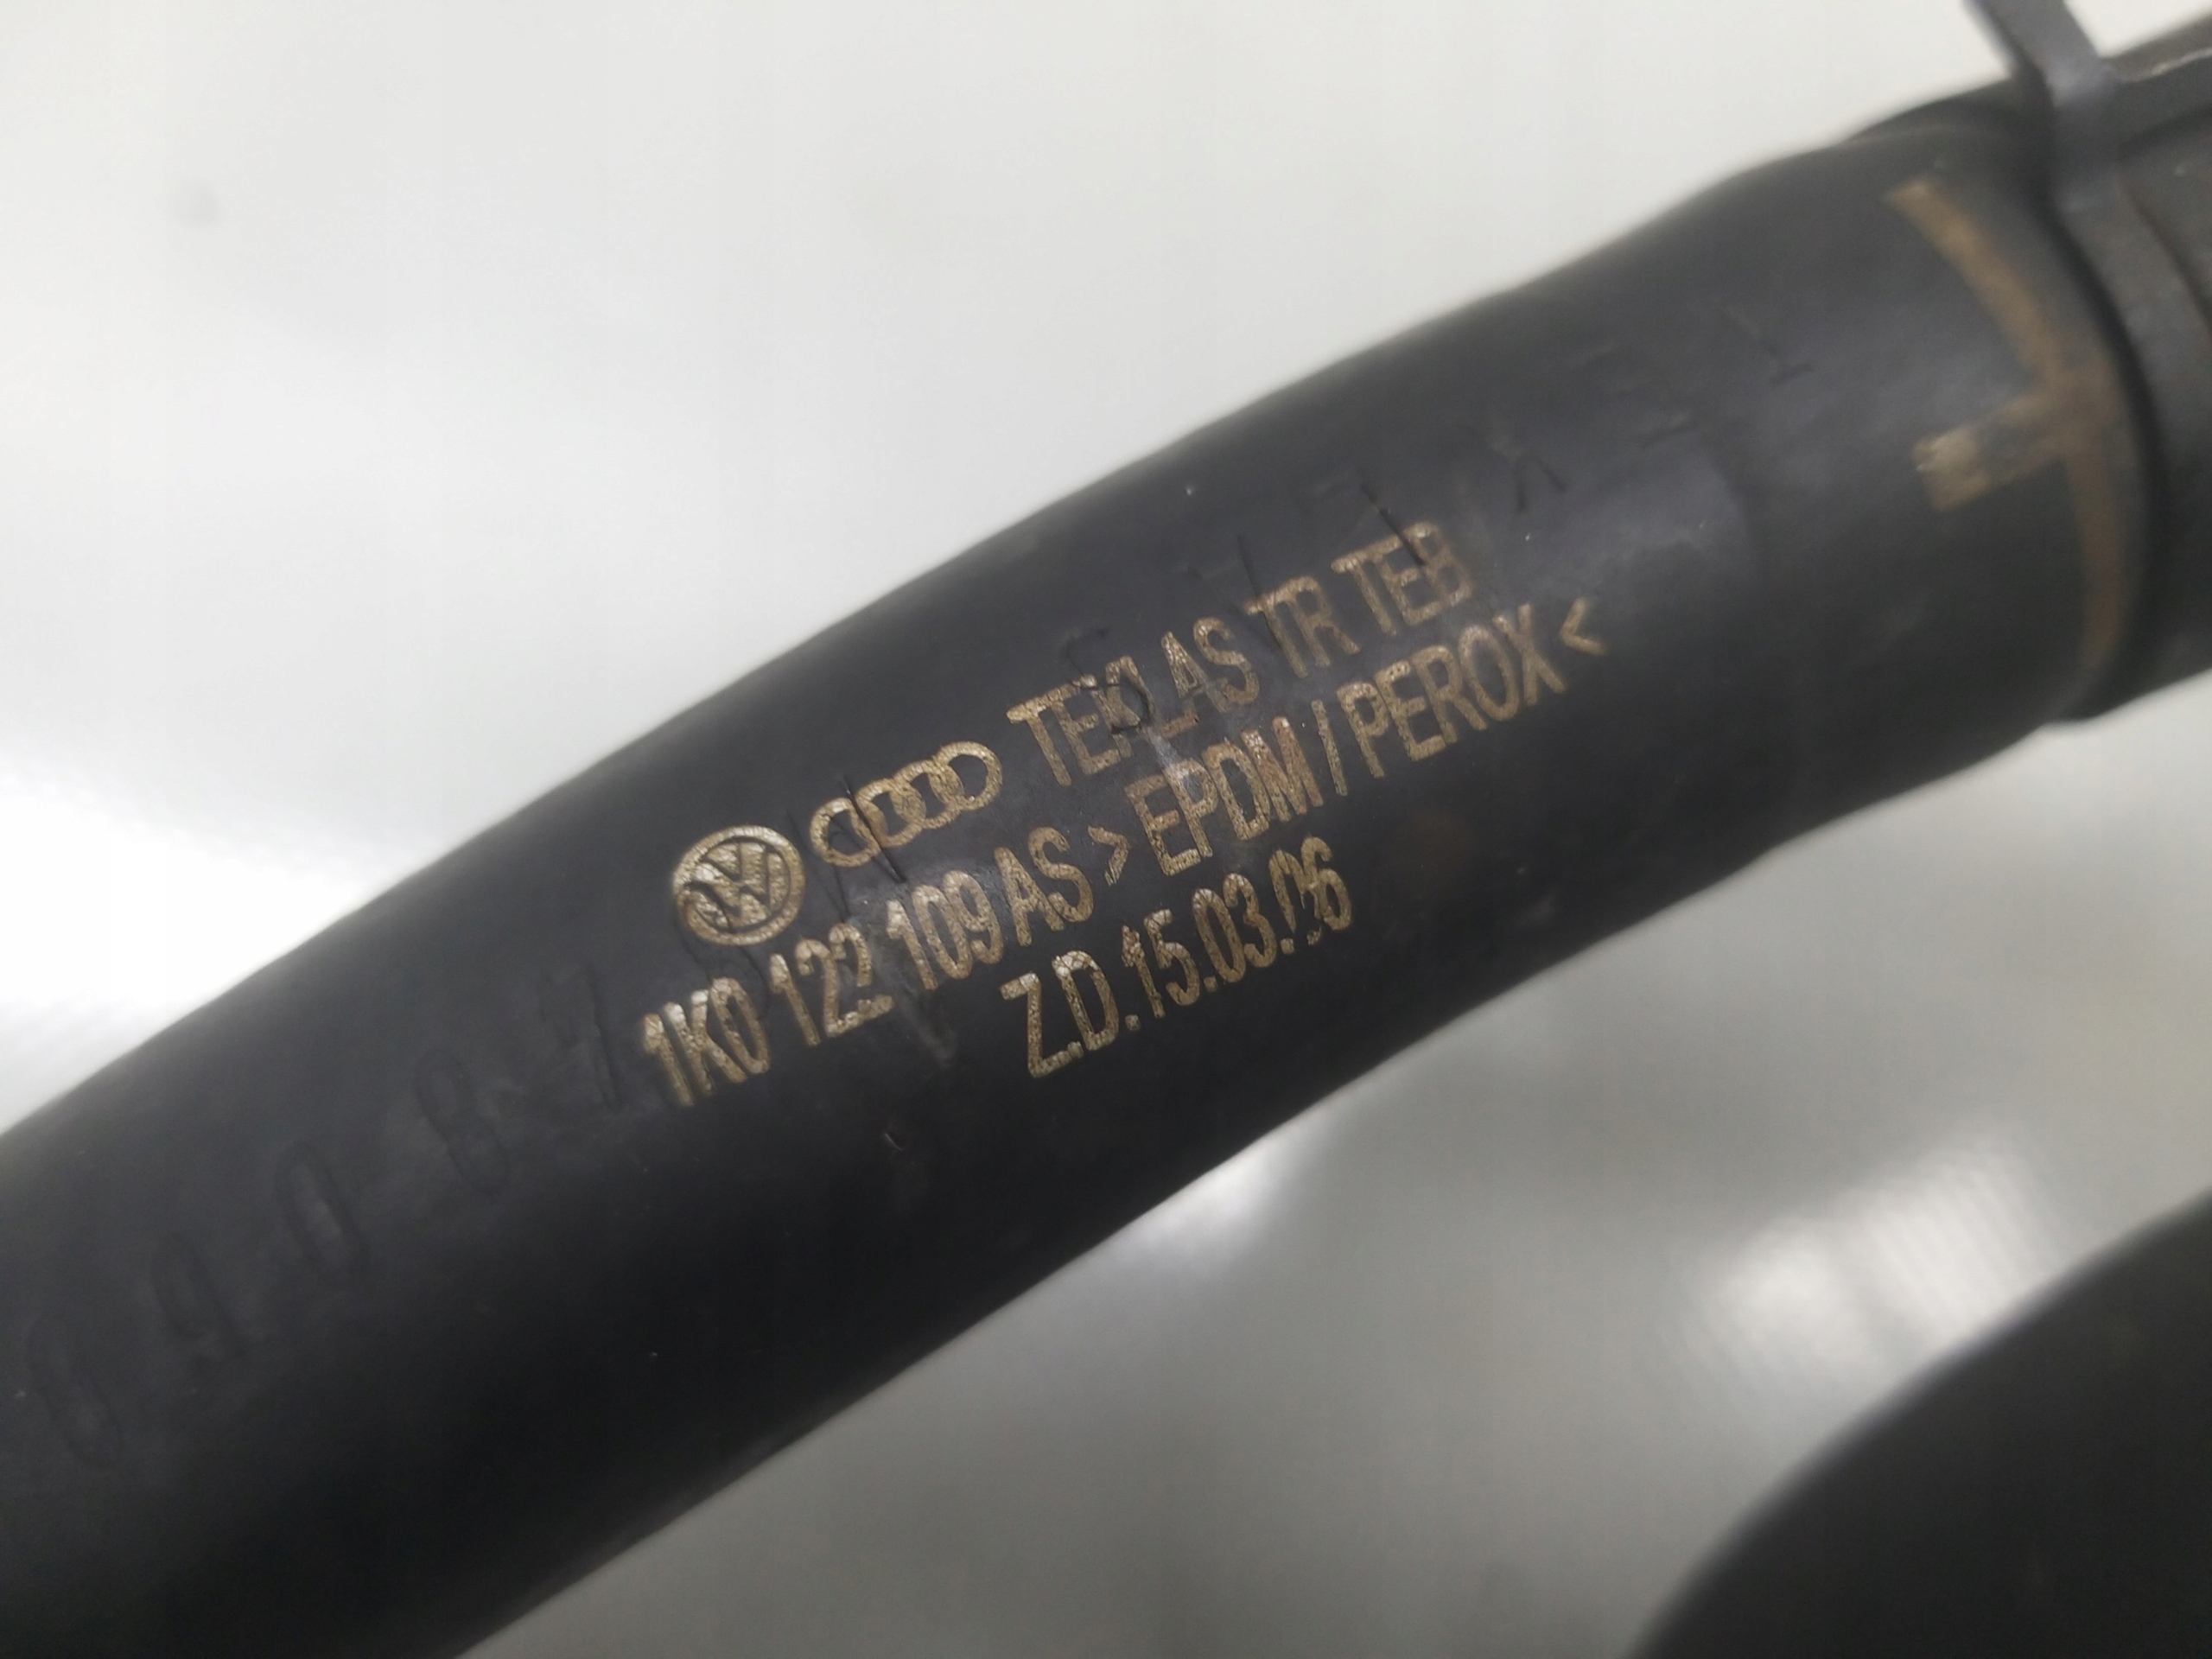 TEKLAS TR TEB
1K0 122 109 AS >EPDM/PEROX<
Z.D.15.03.06